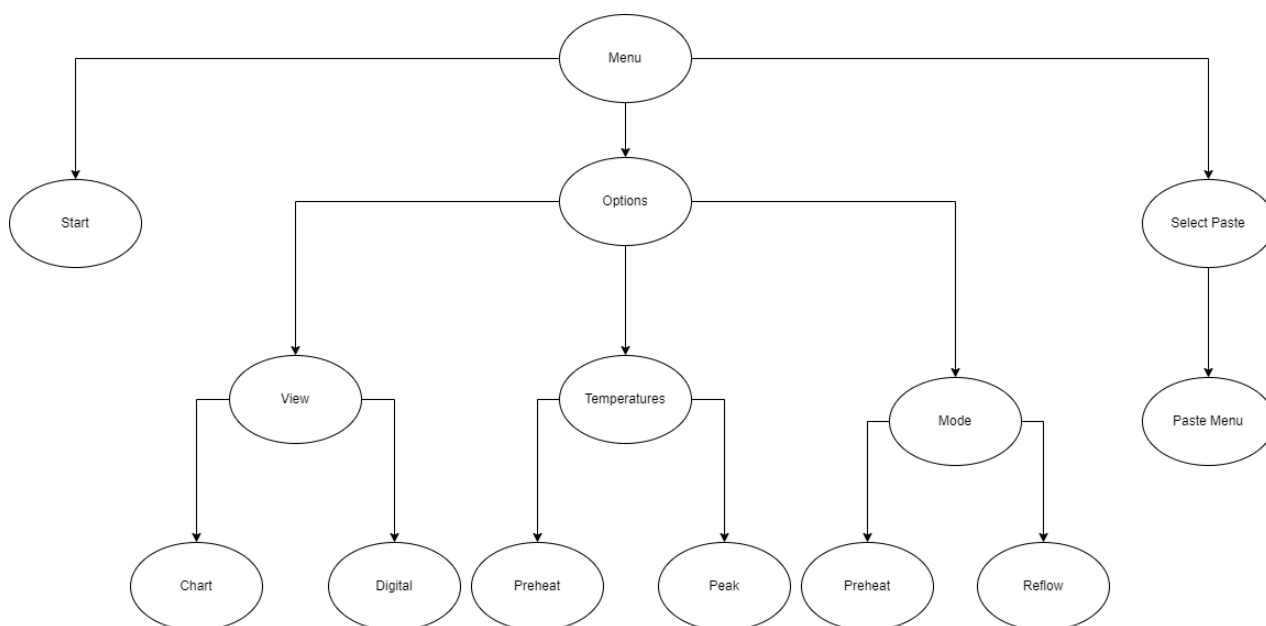 Menu
Start
Options
Select Paste
View
Temperatures
Mode
Paste Menu
Chart
Digital
Preheat
Peak
Preheat
Reflow